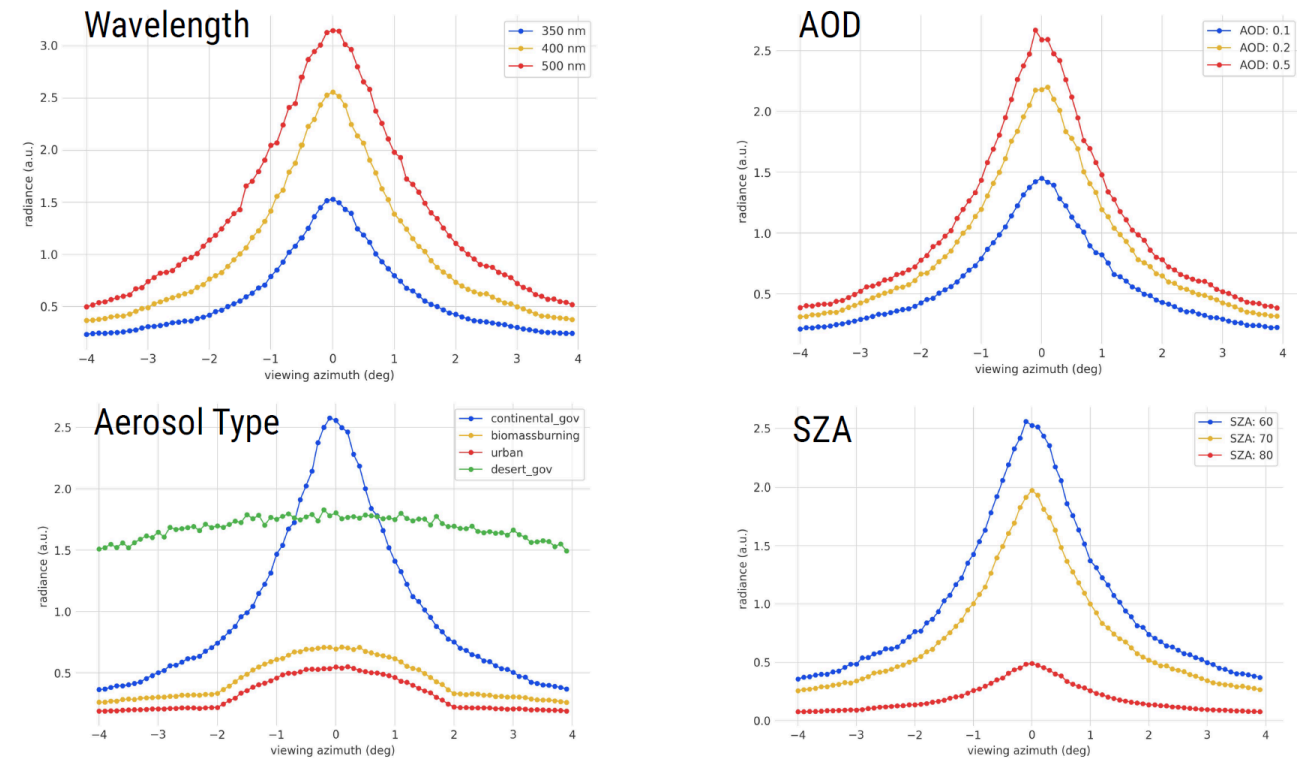 Wavelength
350 nm
400 nm
500 nm
3.0
2.5
2.0
1.5
1.0
0.5
radiance (a.u.)
−4 −3 −2 −1 0 1 2 3 4
viewing azimuth (deg)
AOD
AOD: 0.1
AOD: 0.2
AOD: 0.5
2.5
2.0
1.5
1.0
0.5
radiance (a.u.)
−4 −3 −2 −1 0 1 2 3 4
viewing azimuth (deg)
Aerosol Type
continental_gov
biomassburning
urban
desert_gov
2.5
2.0
1.5
1.0
0.5
radiance (a.u.)
−4 −3 −2 −1 0 1 2 3 4
viewing azimuth (deg)
SZA
SZA: 60
SZA: 70
SZA: 80
2.5
2.0
1.5
1.0
0.5
0.0
radiance (a.u.)
−4 −3 −2 −1 0 1 2 3 4
viewing azimuth (deg)